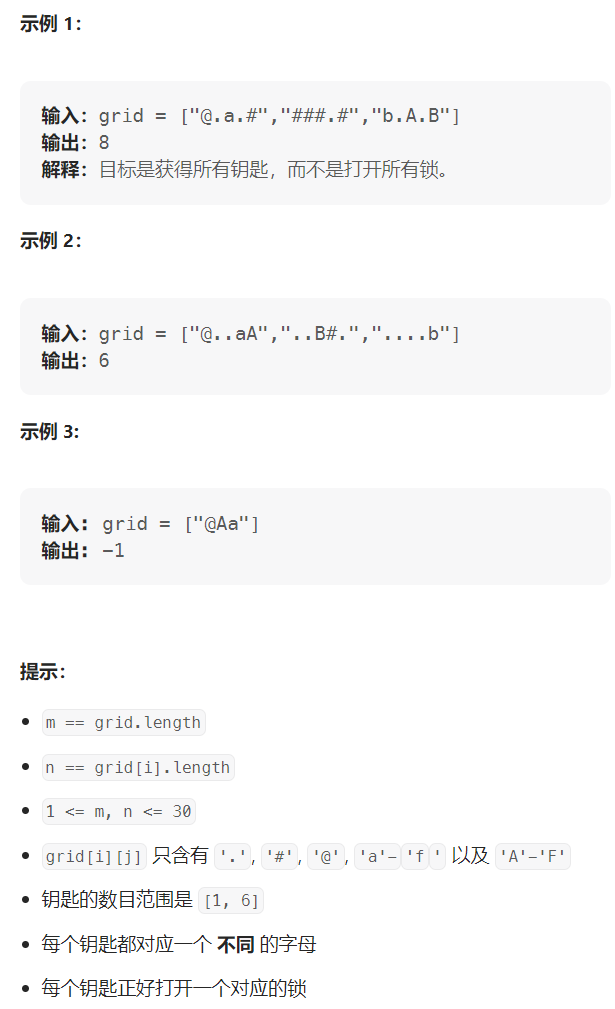 示例 1:
输入: grid = ["@.a.#","###.#","b.A.B"]
输出: 8
解释: 目标是获得所有钥匙，而不是打开所有锁。
示例 2:
输入: grid = ["@..aA","..B#.","....b"]
输出: 6
示例 3:
输入: grid = ["@Aa"]
输出: -1
提示:
• m == grid.length
• n == grid[i].length
• 1 <= m, n <= 30
• grid[i][j] 只含有 '.', '#', '@', 'a'-'f' 以及 'A'-'F'
• 钥匙的数目范围是 [1, 6]
• 每个钥匙都对应一个 不同 的字母
• 每个钥匙正好打开一个对应的锁